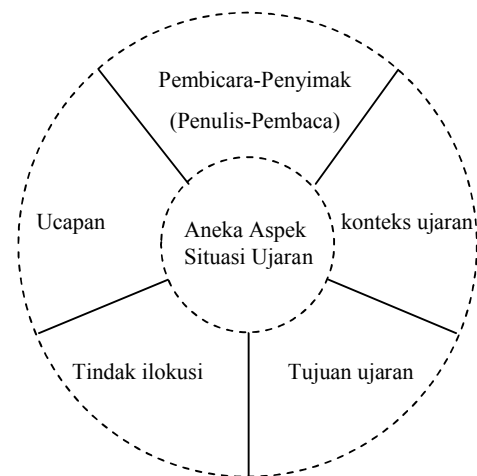 Pembicara-Penyimak
(Penulis-Pembaca)
Ucapan
Aneka Aspek
Situasi Ujaran
konteks ujaran
Tindak ilokusi
Tujuan ujaran